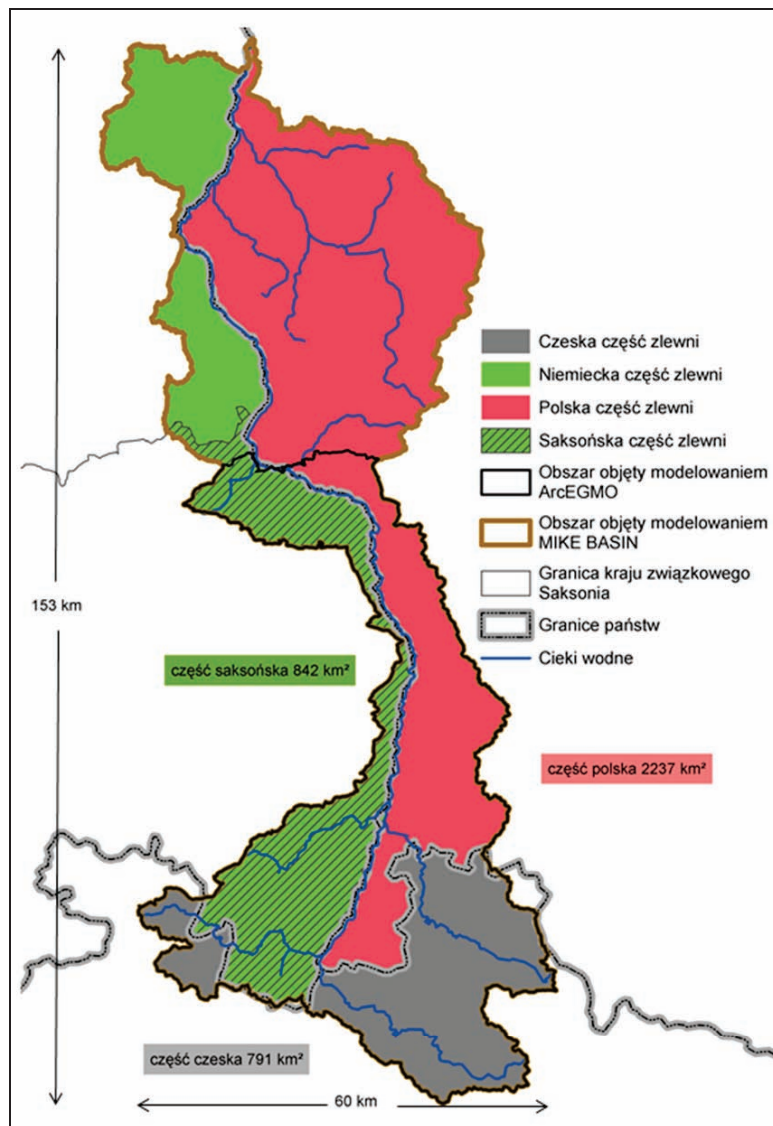 Czeska część zlewni
Niemiecka część zlewni
Polska część zlewni
Saksońska część zlewni
Obszar objęty modelowaniem
ArcEGMO
Obszar objęty modelowaniem
MIKE BASIN
Granica kraju związkowego
Saksonia
Granice państw
Cieki wodne
153 km
część saksońska 842 km²
część polska 2237 km²
część czeska 791 km²
60 km